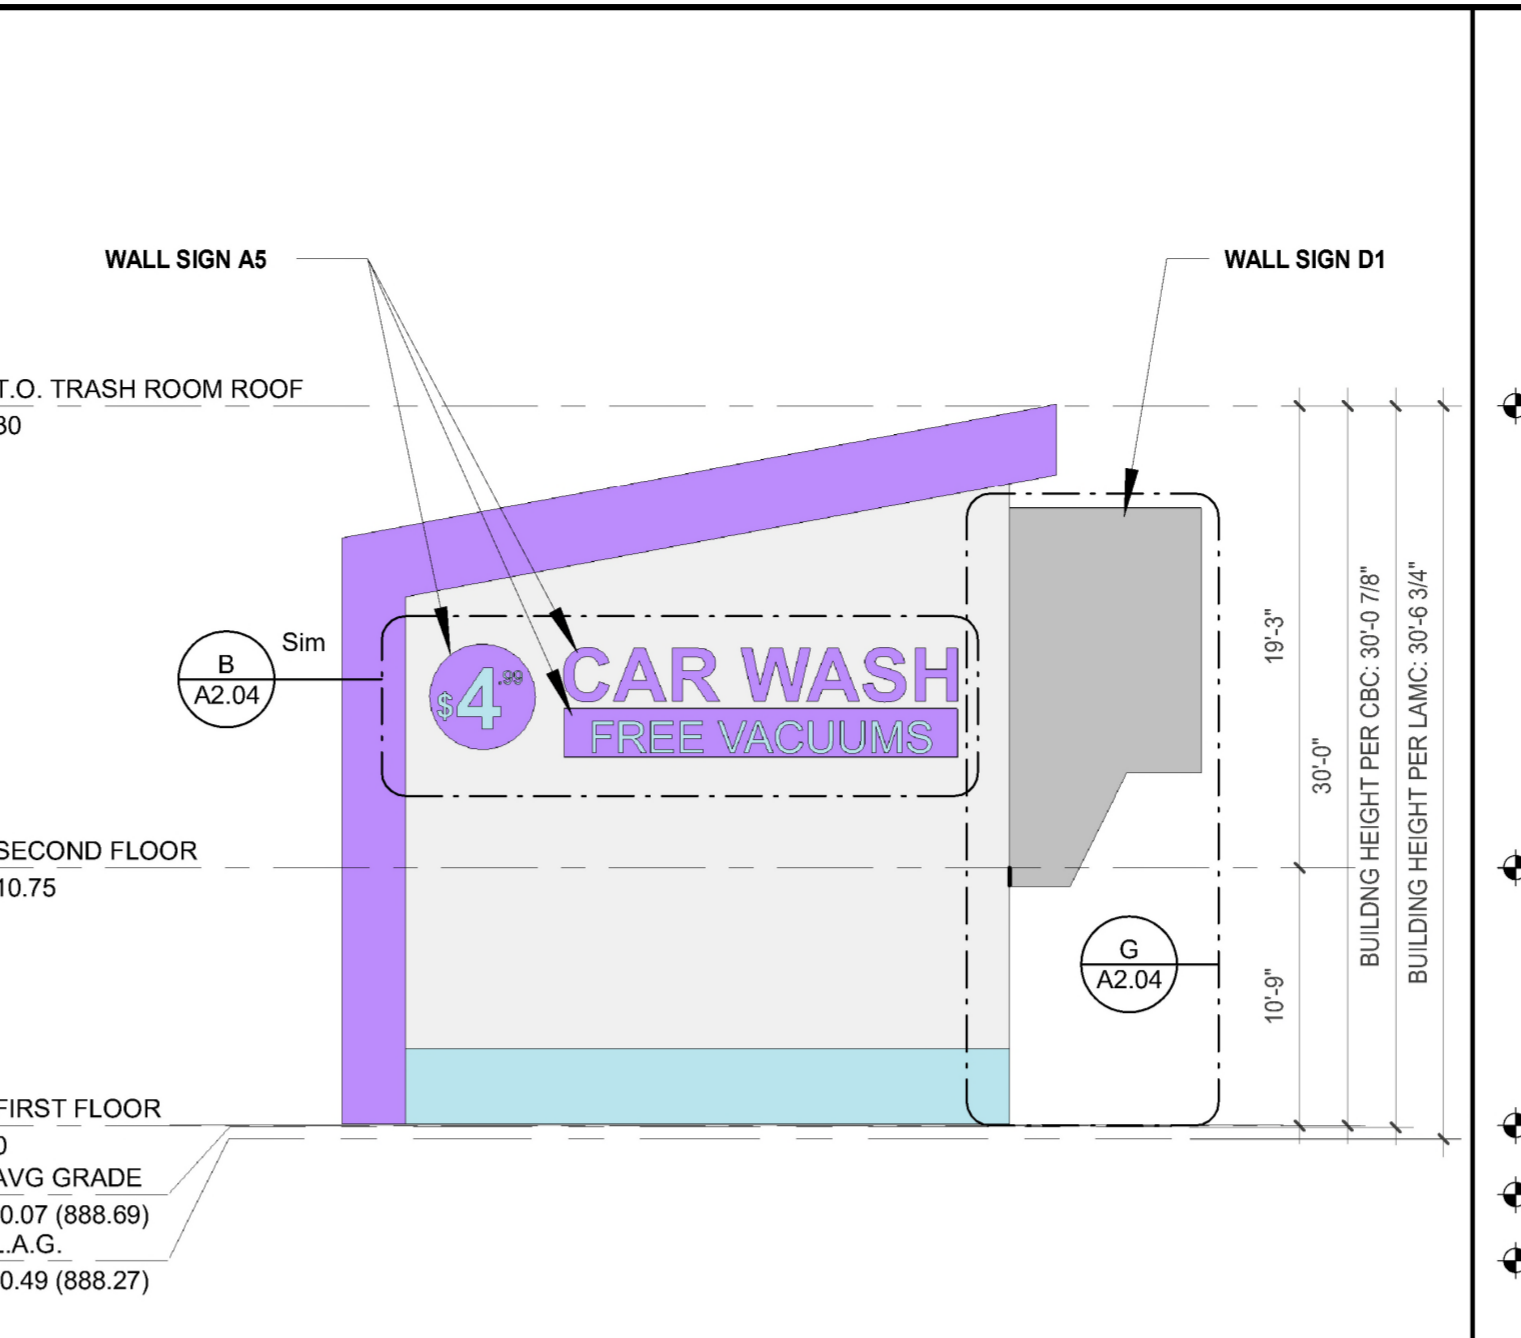 WALL SIGN A5
WALL SIGN D1
T.O. TRASH ROOM ROOF
30
B
A2.04
Sim
$4.99
CAR WASH
FREE VACUUMS
SECOND FLOOR
10.75
G
A2.04
19'-3"
10'-9"
30'-0"
BUILDNG HEIGHT PER CBC: 30'-0 7/8"
BUILDING HEIGHT PER LAMC: 30'-6 3/4"
FIRST FLOOR
0
AVG GRADE
0.07 (888.69)
.A.G.
0.49 (888.27)